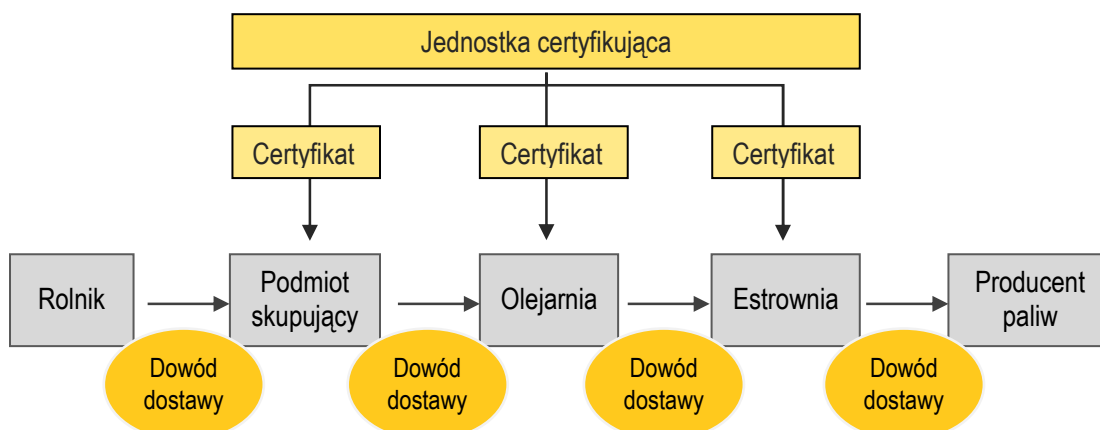 Jednostka certyfikująca
Certyfikat
Certyfikat
Certyfikat
Rolnik
Podmiot
skupujący
Olejarnia
Estrownia
Producent
paliw
Dowód
dostawy
Dowód
dostawy
Dowód
dostawy
Dowód
dostawy